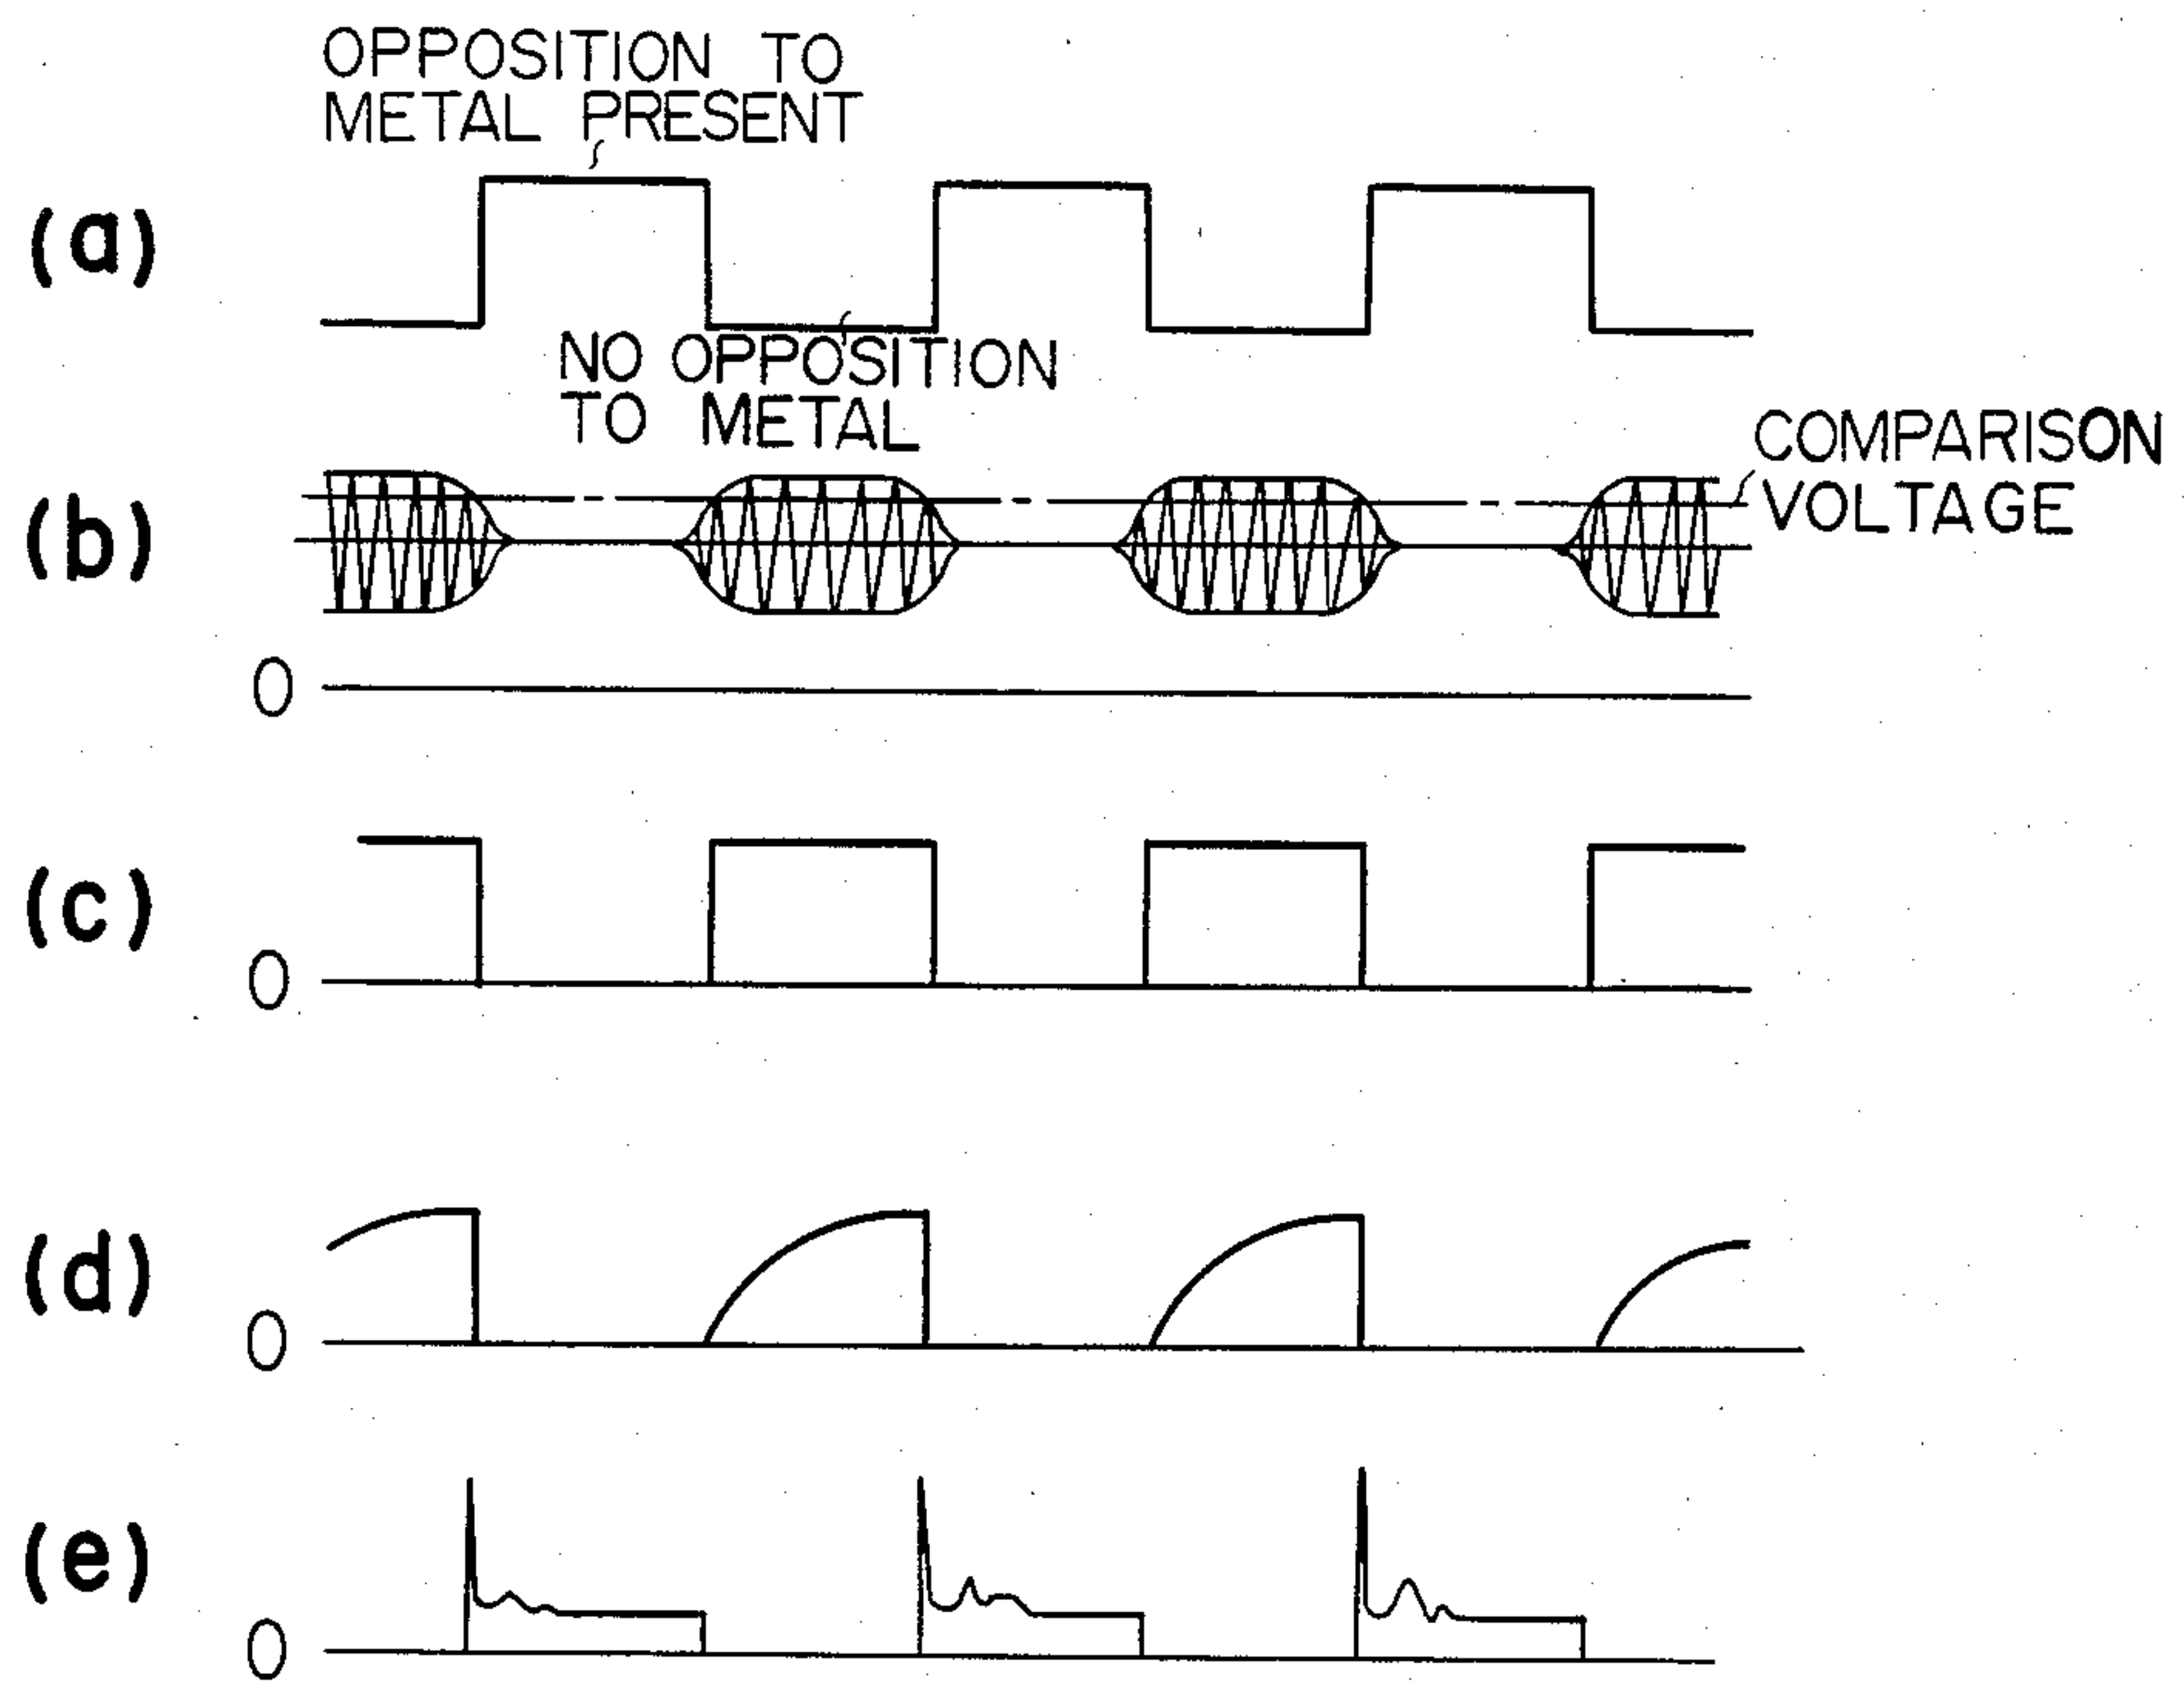 OPPOSITION TO
METAL PRESENT
(a)
NO OPPOSITION
TO METAL
COMPARISON
VOLTAGE
(b)
0
(c)
0
(d)
0
(e)
0